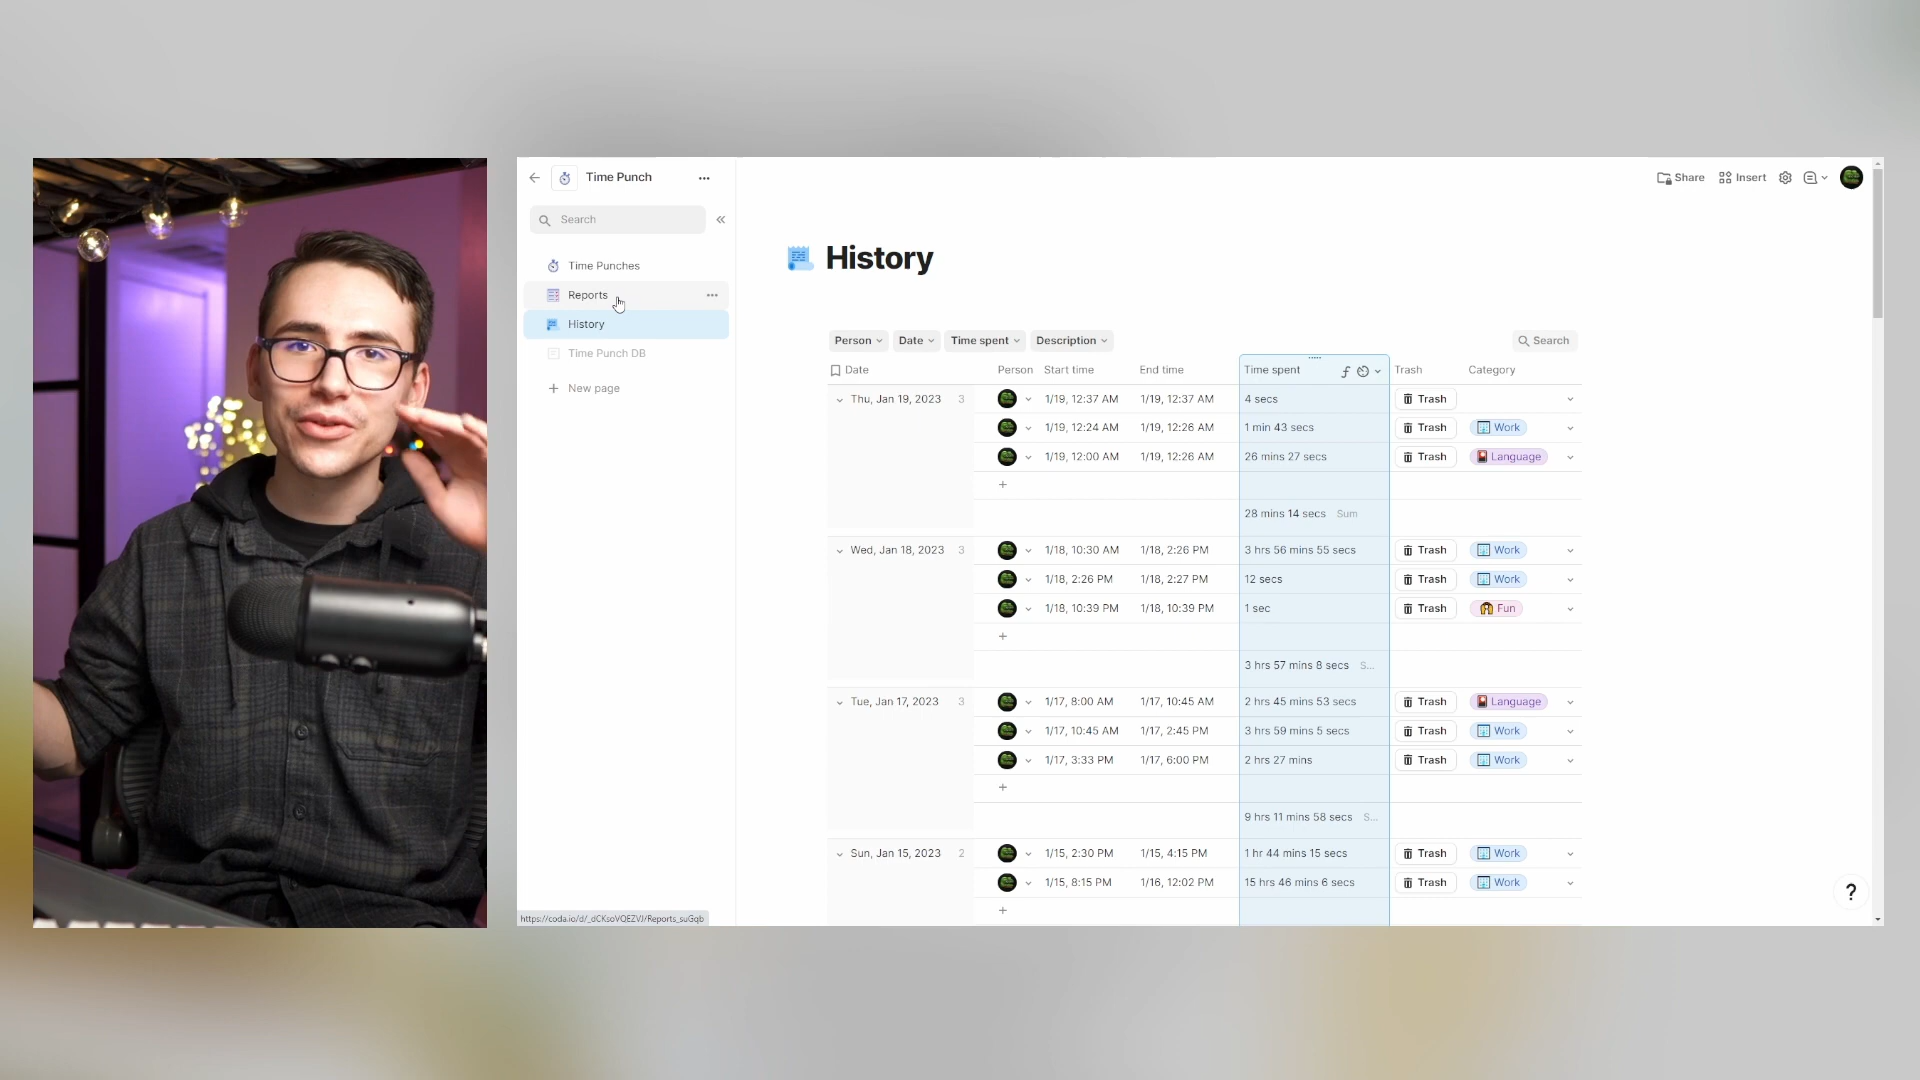 Time Punch
Search
Time Punches
Reports
History
Time Punch DB
New page
https://coda.io/d/_dCKsoVQEZVJ/Reports_suGqb
Share
Insert
History
Person Date Time spent Description
Search
Date Person Start time End time Time spent Trash Category
Thu, Jan 19, 2023 3 1/19, 12:37 AM 1/19, 12:37 AM 4 secs Trash
1/19, 12:24 AM 1/19, 12:26 AM 1 min 43 secs Trash Work
1/19, 12:00 AM 1/19, 12:26 AM 26 mins 27 secs Trash Language
28 mins 14 secs Sum
Wed, Jan 18, 2023 3 1/18, 10:30 AM 1/18, 2:26 PM 3 hrs 56 mins 55 secs Trash Work
1/18, 2:26 PM 1/18, 2:27 PM 12 secs Trash Work
1/18, 10:39 PM 1/18, 10:39 PM 1 sec Trash Fun
3 hrs 57 mins 8 secs S...
Tue, Jan 17, 2023 3 1/17, 8:00 AM 1/17, 10:45 AM 2 hrs 45 mins 53 secs Trash Language
1/17, 10:45 AM 1/17, 2:45 PM 3 hrs 59 mins 5 secs Trash Work
1/17, 3:33 PM 1/17, 6:00 PM 2 hrs 27 mins Trash Work
9 hrs 11 mins 58 secs S...
Sun, Jan 15, 2023 2 1/15, 2:30 PM 1/15, 4:15 PM 1 hr 44 mins 15 secs Trash Work
1/15, 8:15 PM 1/16, 12:02 PM 15 hrs 46 mins 6 secs Trash Work
?